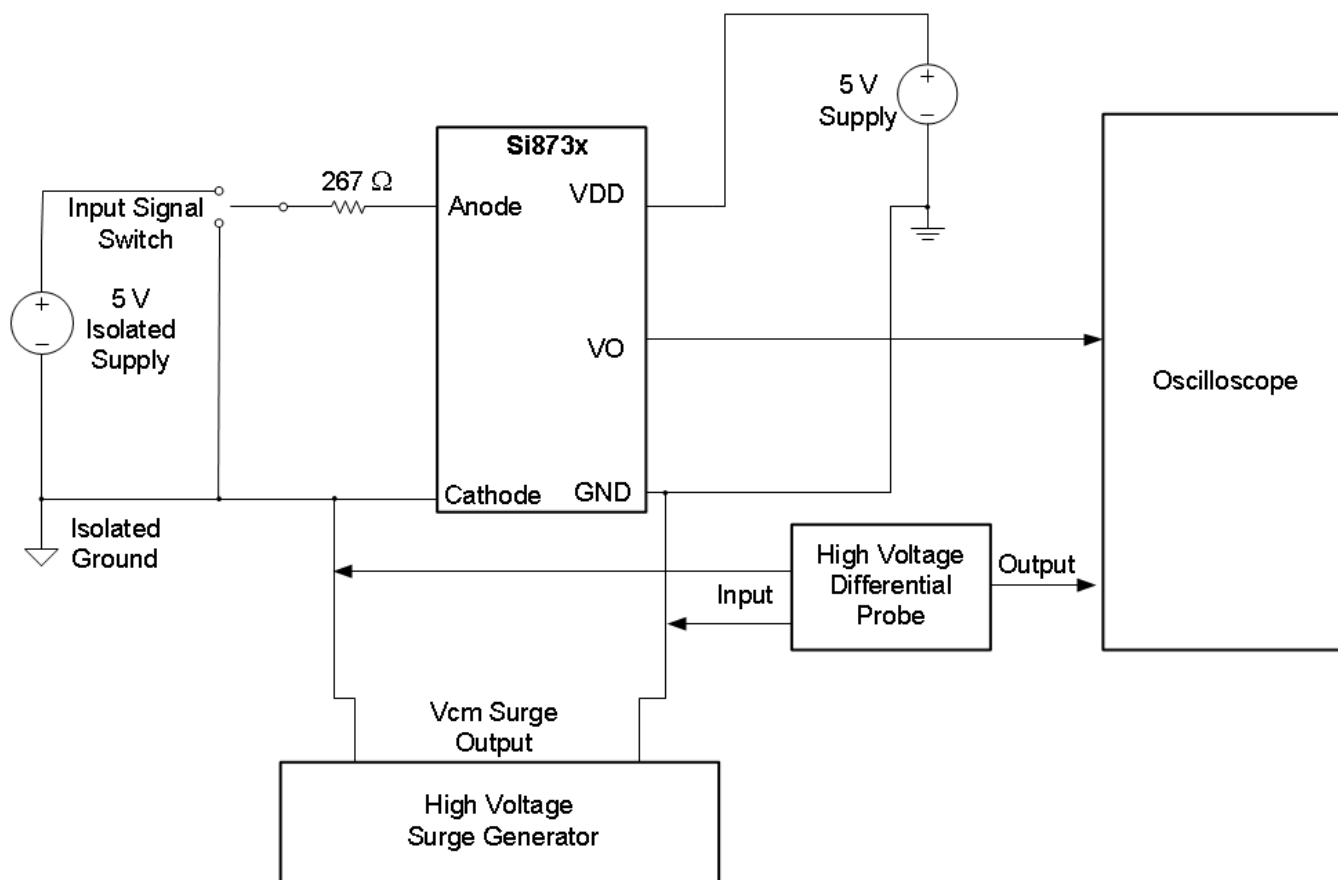 5 V
Supply
+
−
Si873x
267 Ω
VDD
Anode
Input Signal
Switch
+
−
5 V
Isolated
Supply
VO
Oscilloscope
Cathode
GND
Isolated
Ground
High Voltage
Differential
Probe
Input
Output
Vcm Surge
Output
High Voltage
Surge Generator